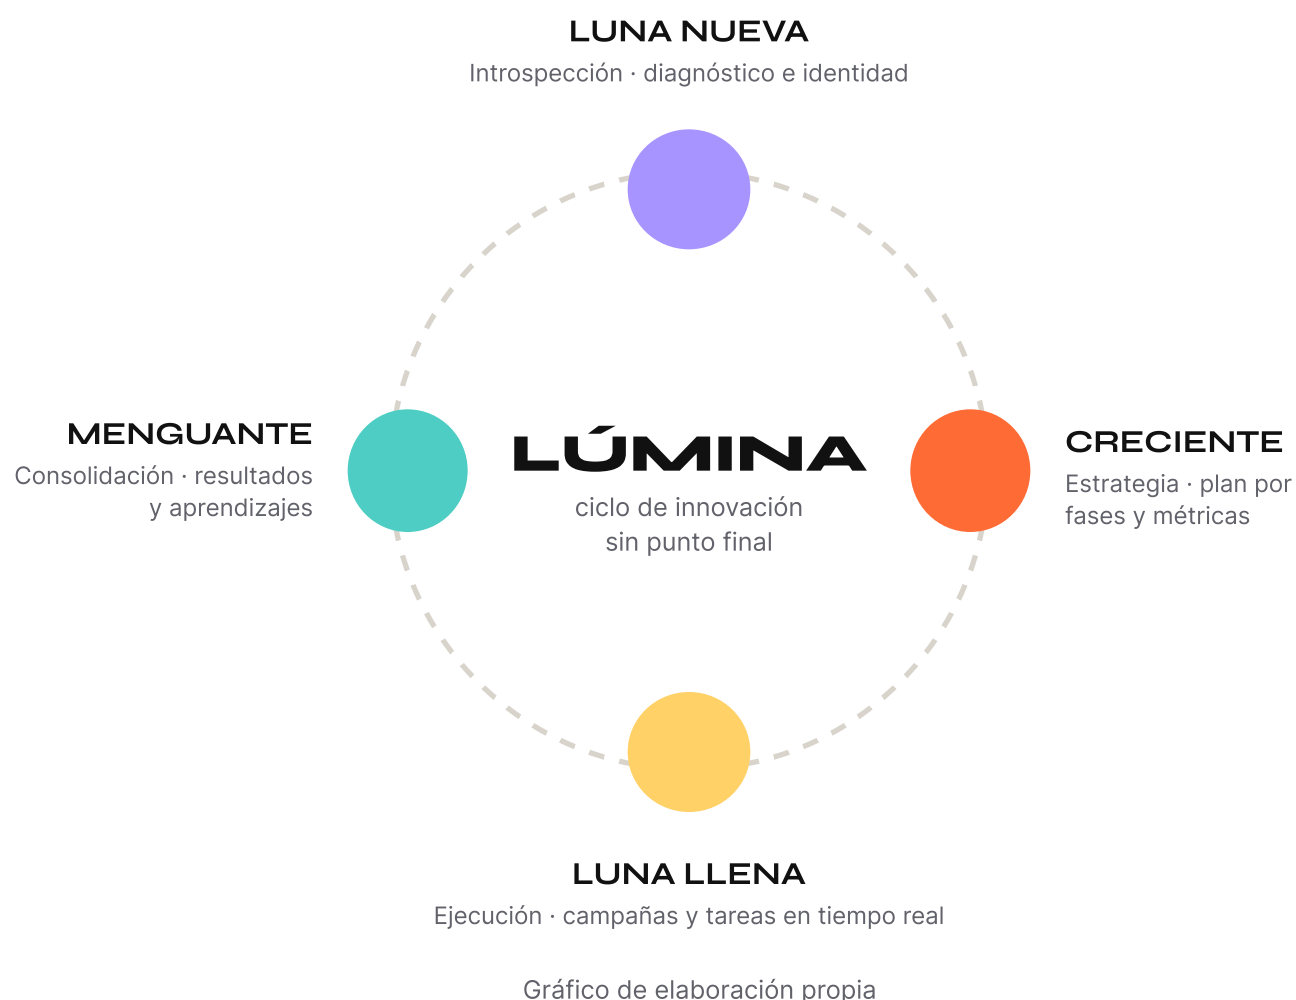 LUNA NUEVA
Introspección · diagnóstico e identidad
MENGUANTE
Consolidación · resultados
y aprendizajes
LÚMINA
ciclo de innovación
sin punto final
CRECIENTE
Estrategia · plan por
fases y métricas
LUNA LLENA
Ejecución · campañas y tareas en tiempo real
Gráfico de elaboración propia